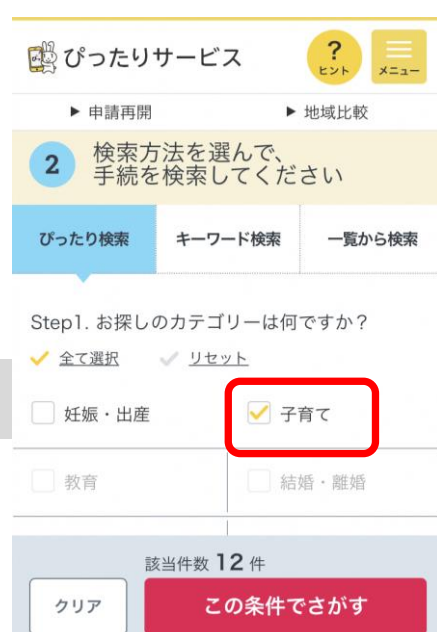 ぴったりサービス
?
ヒント
メニュー
▶ 申請再開
▶ 地域比較
2
検索方法を選んで、
手続を検索してください
ぴったり検索
キーワード検索
一覧から検索
Step1. お探しのカテゴリーは何ですか?
全て選択
リセット
妊娠・出産
子育て
教育
結婚・離婚
該当件数 12 件
クリア
この条件でさがす